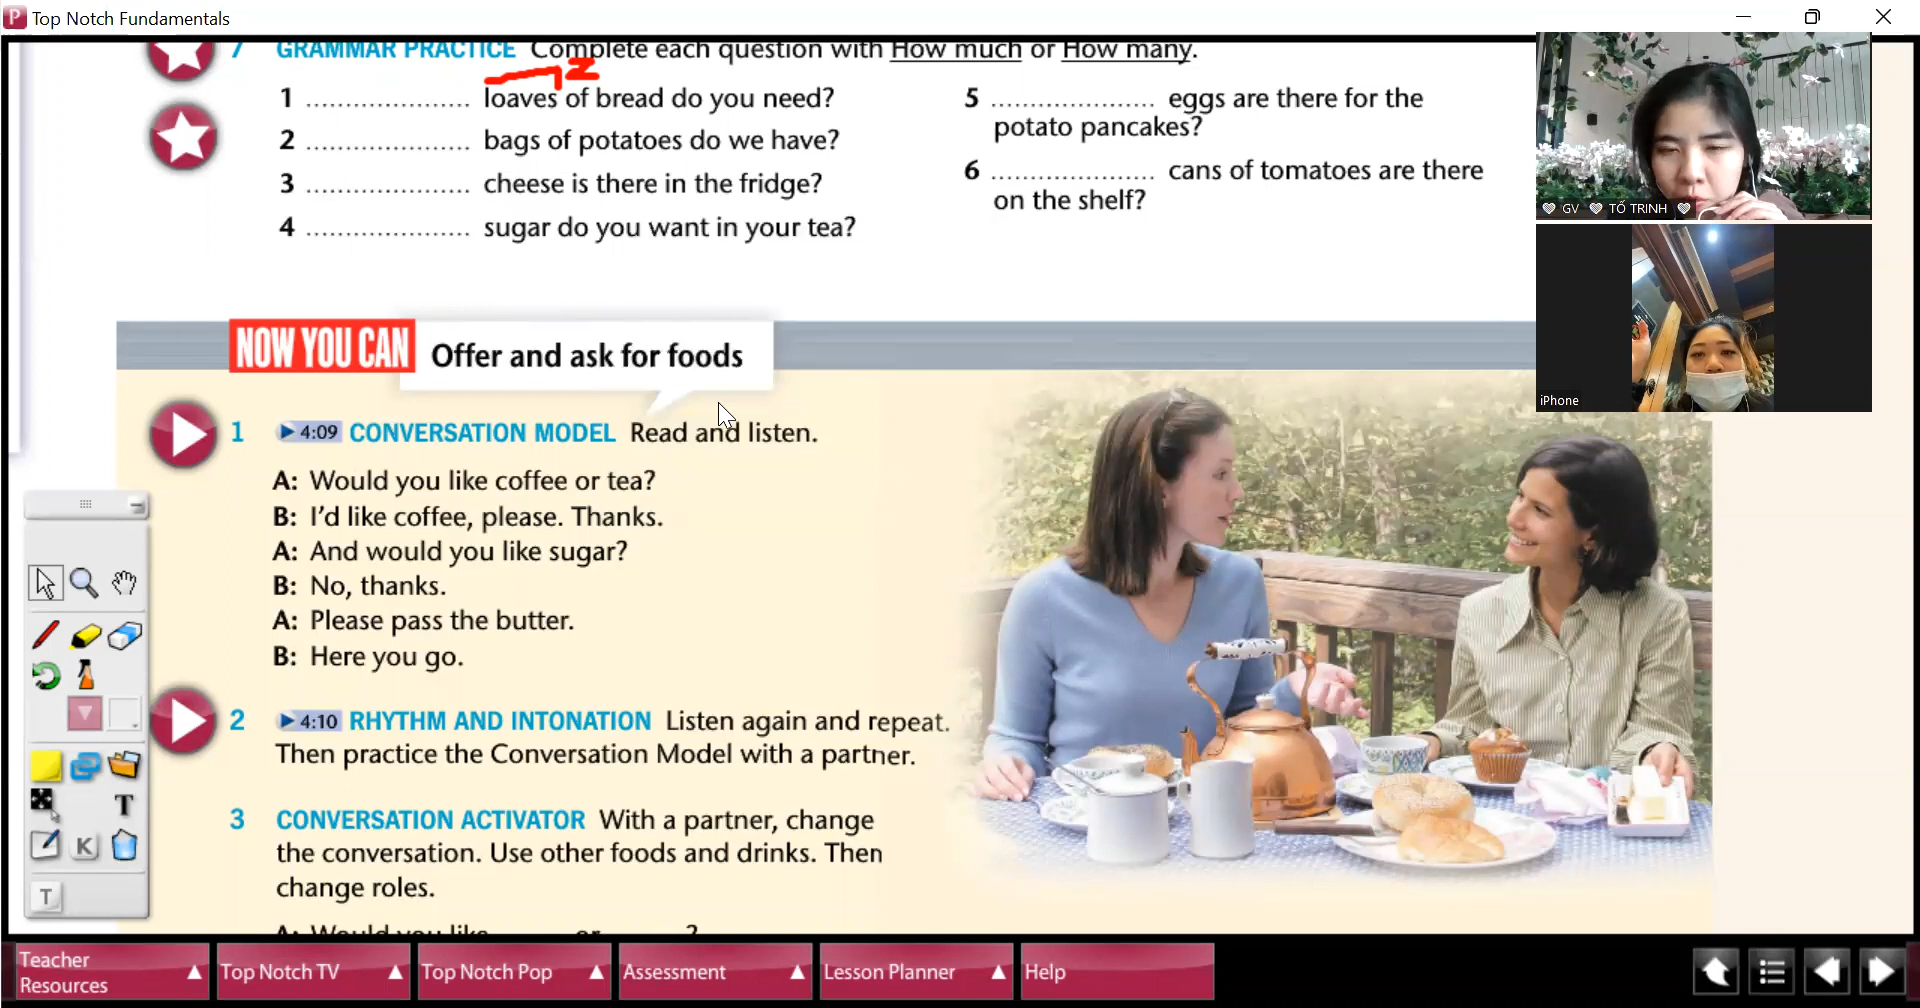 Top Notch Fundamentals
7 GRAMMAR PRACTICE Complete each question with How much or How many.
z
1 .................... loaves of bread do you need?
2 .................... bags of potatoes do we have?
3 .................... cheese is there in the fridge?
4 .................... sugar do you want in your tea?
5 .................... eggs are there for the
potato pancakes?
6 .................... cans of tomatoes are there
on the shelf?
GV TỐ TRINH
iPhone
NOW YOU CAN Offer and ask for foods
1 4:09 CONVERSATION MODEL Read and listen.
A: Would you like coffee or tea?
B: I'd like coffee, please. Thanks.
A: And would you like sugar?
B: No, thanks.
A: Please pass the butter.
B: Here you go.
2 4:10 RHYTHM AND INTONATION Listen again and repeat.
Then practice the Conversation Model with a partner.
3 CONVERSATION ACTIVATOR With a partner, change
the conversation. Use other foods and drinks. Then
change roles.
A: Would you like ____ or ____?
T
K
T
Teacher
Resources
Top Notch TV
Top Notch Pop
Assessment
Lesson Planner
Help